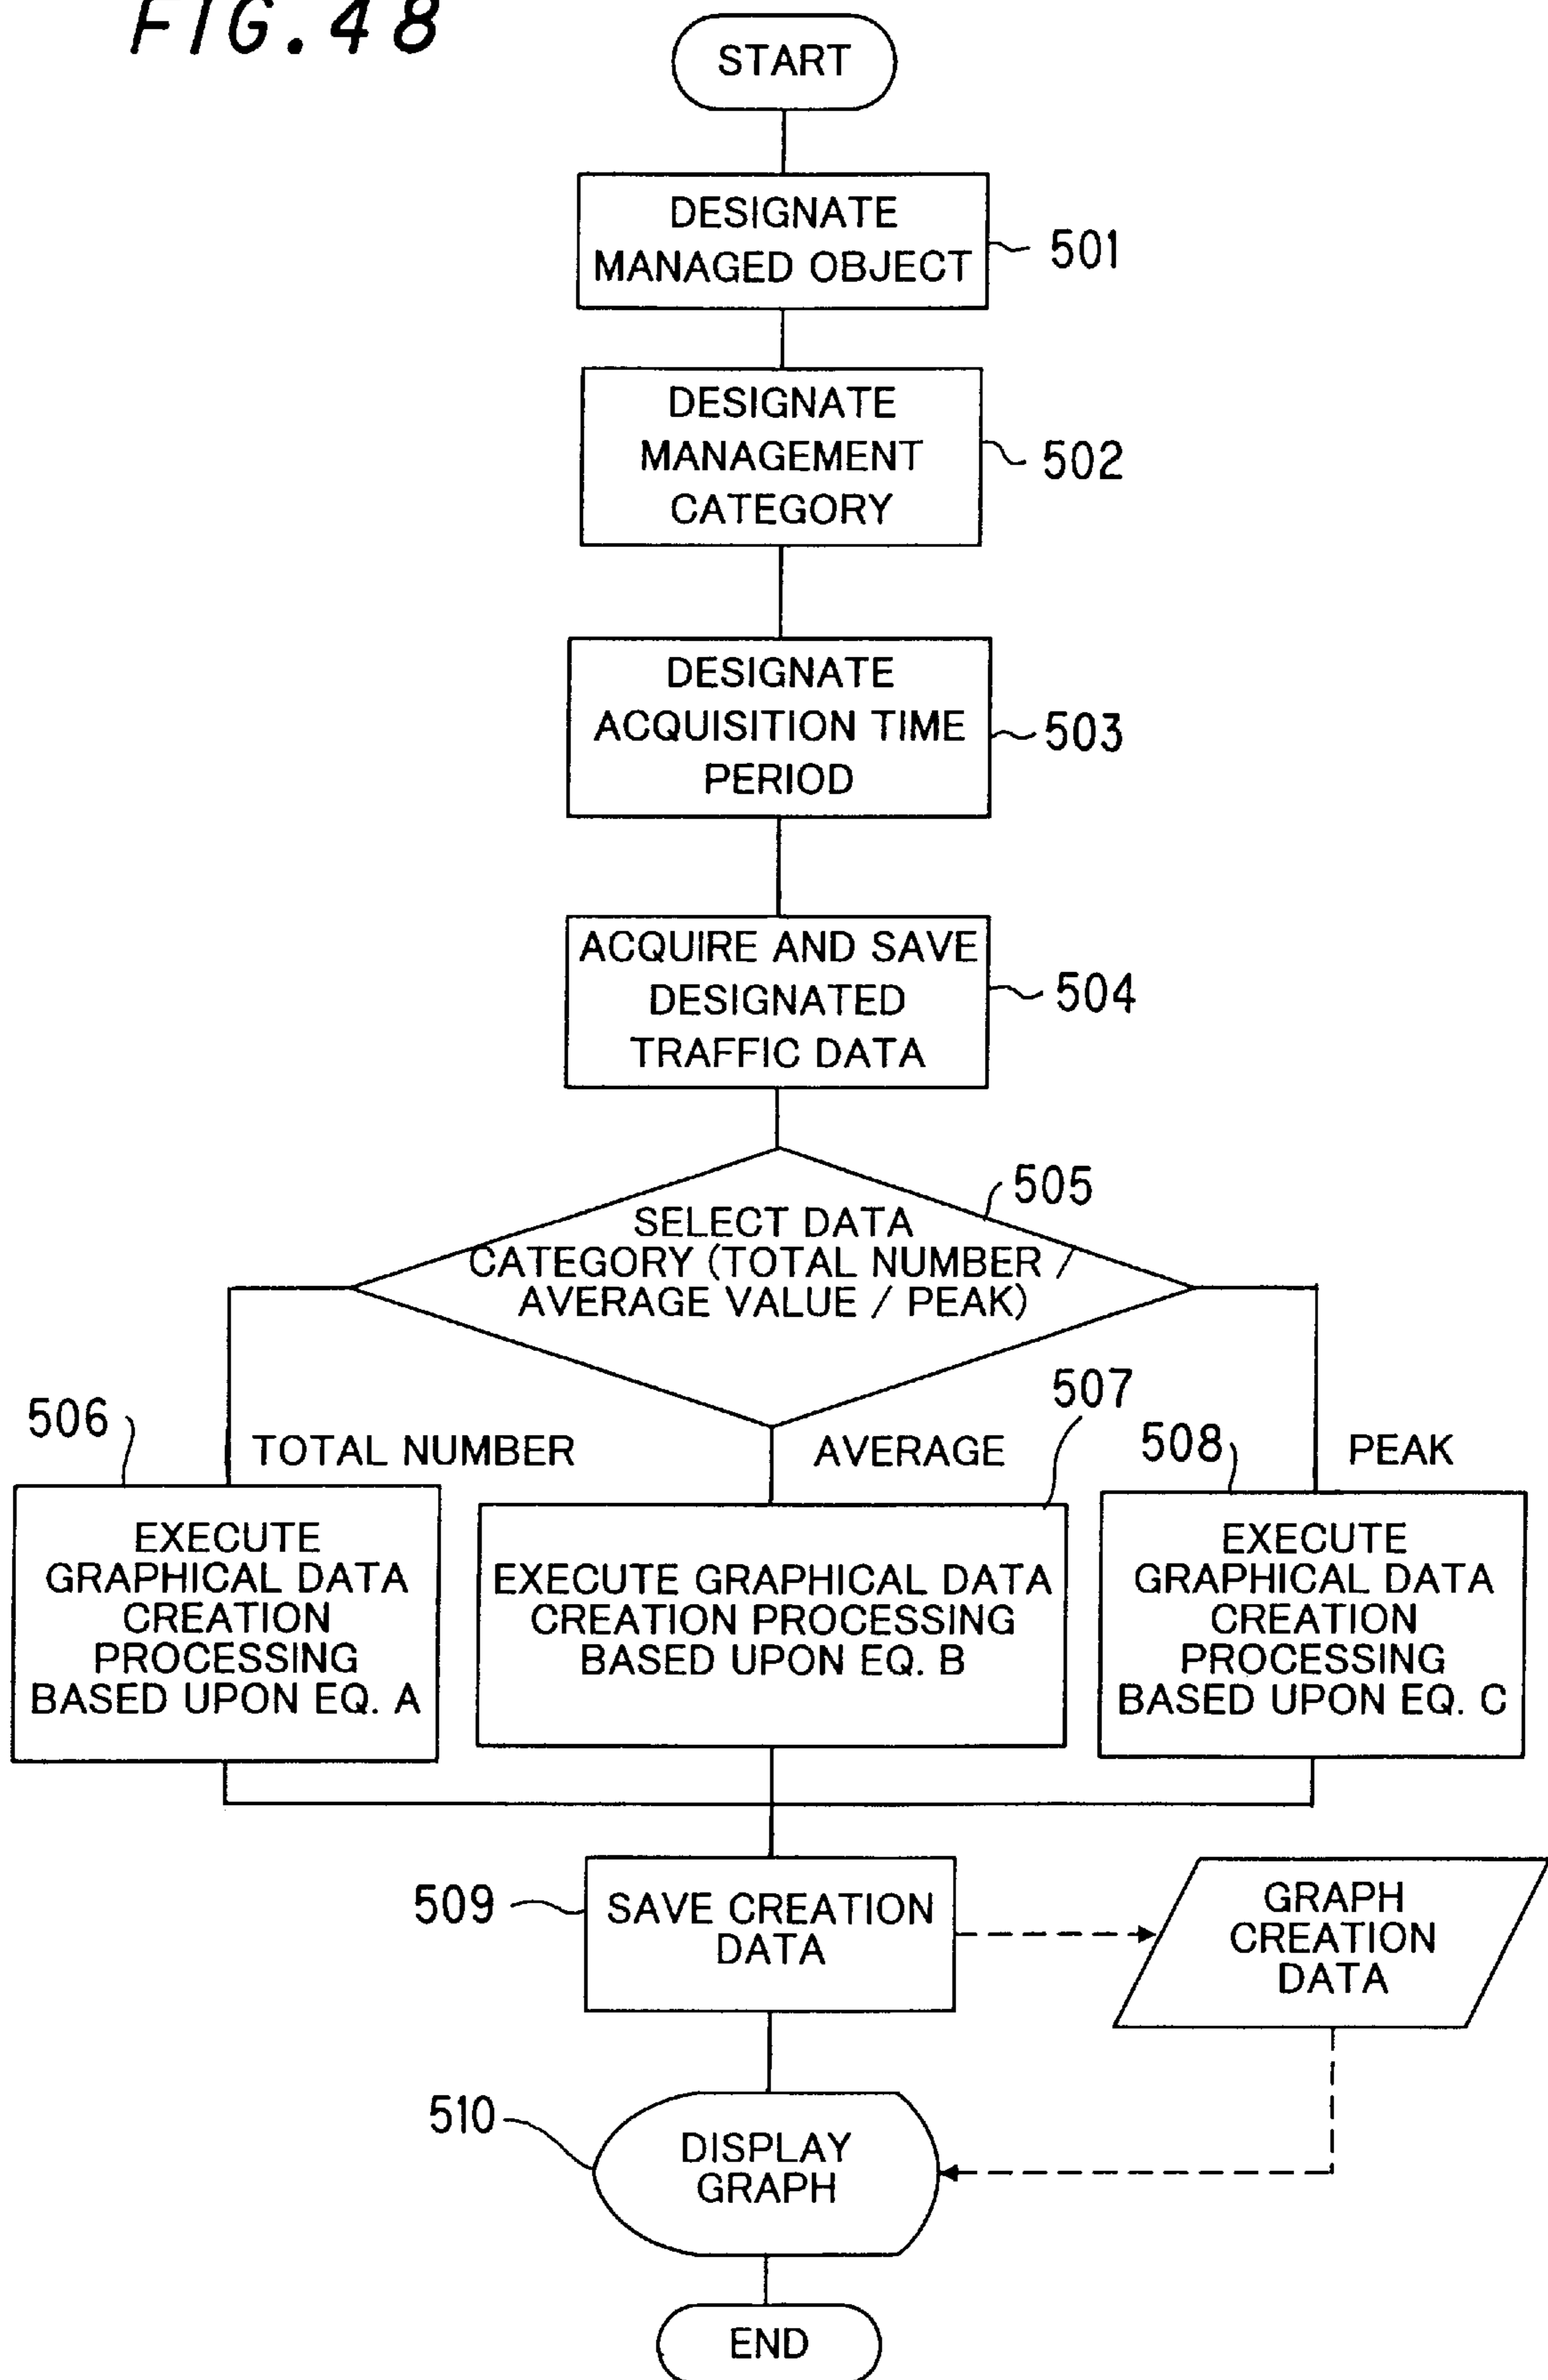 FIG.48
START
DESIGNATE
MANAGED OBJECT
501
DESIGNATE
MANAGEMENT
CATEGORY
502
DESIGNATE
ACQUISITION TIME
PERIOD
503
ACQUIRE AND SAVE
DESIGNATED
TRAFFIC DATA
504
505
SELECT DATA
CATEGORY (TOTAL NUMBER /
AVERAGE VALUE / PEAK)
506
TOTAL NUMBER
EXECUTE
GRAPHICAL DATA
CREATION
PROCESSING
BASED UPON EQ. A
507
AVERAGE
EXECUTE GRAPHICAL DATA
CREATION PROCESSING
BASED UPON EQ. B
508
PEAK
EXECUTE
GRAPHICAL DATA
CREATION
PROCESSING
BASED UPON EQ. C
509
SAVE CREATION
DATA
GRAPH
CREATION
DATA
510
DISPLAY
GRAPH
END